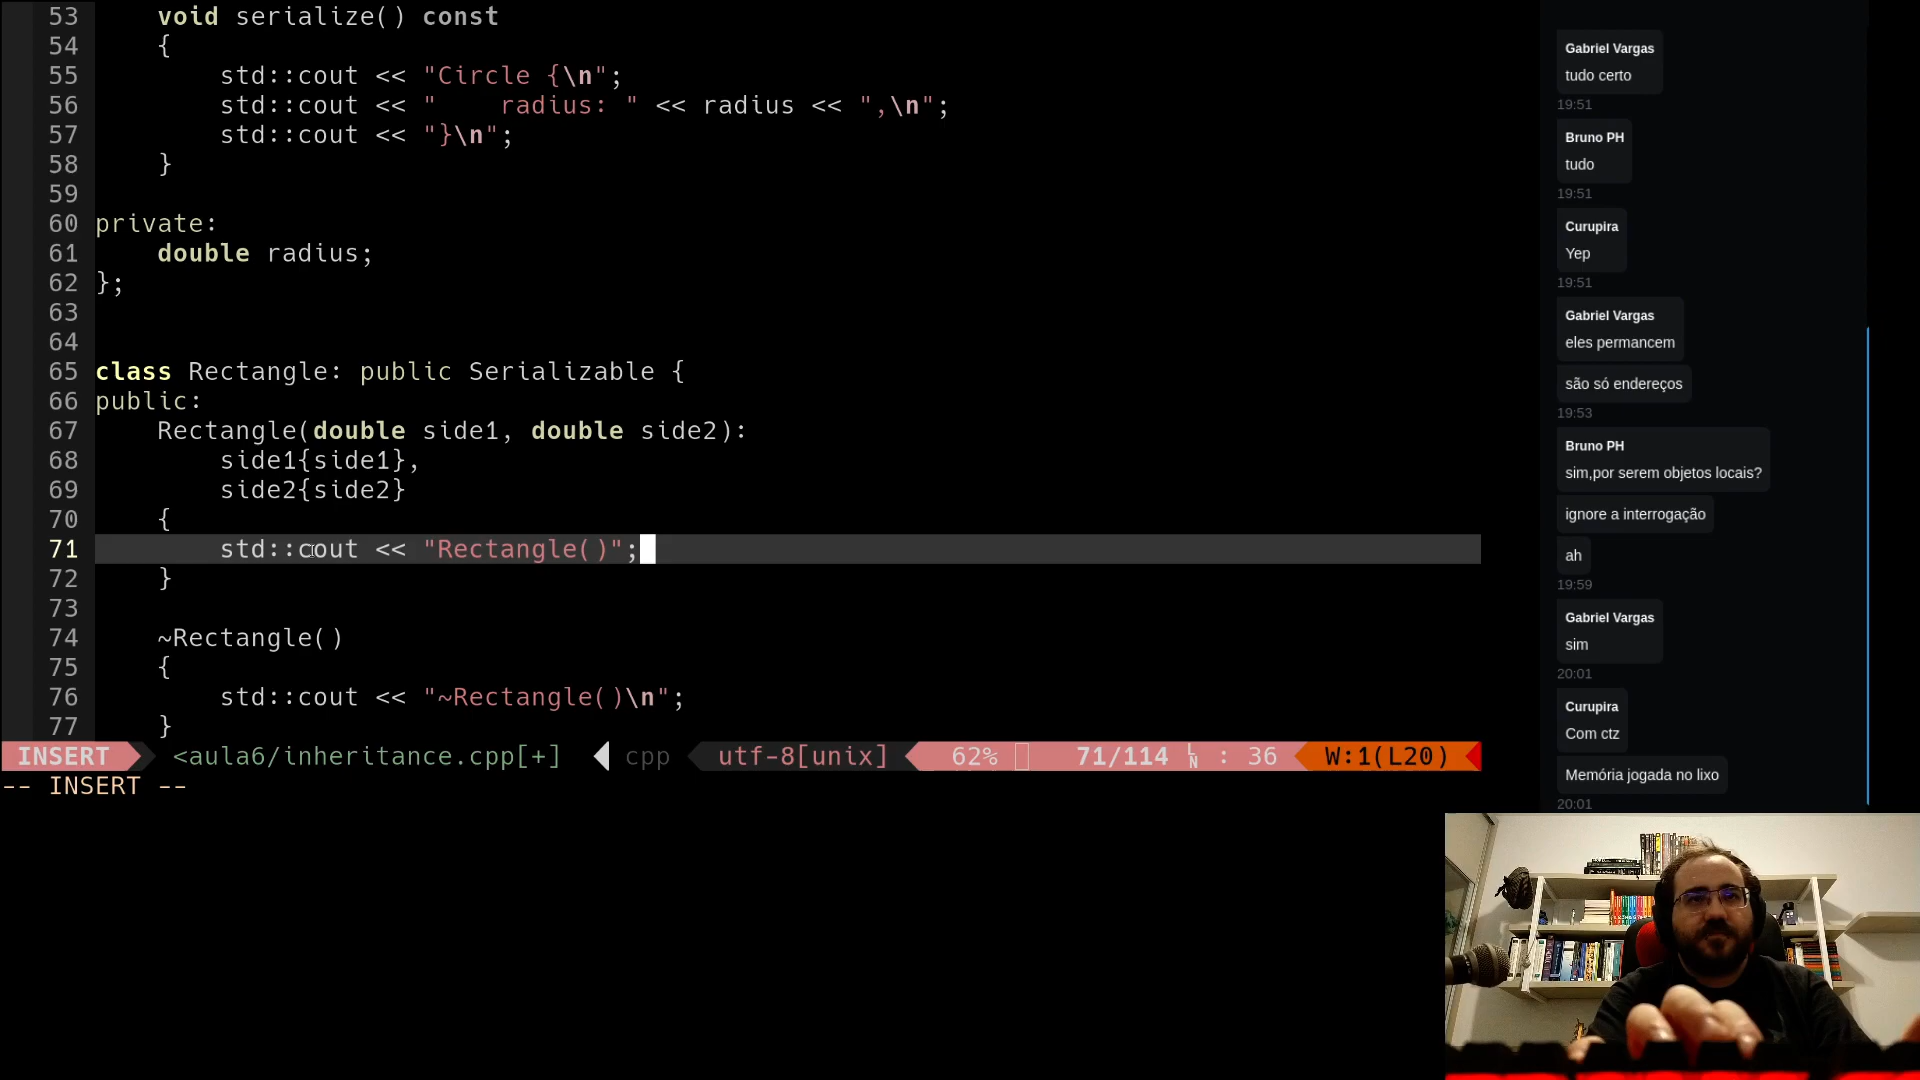 53 void serialize() const
54 {
55 std::cout << "Circle {\n";
56 std::cout << "    radius: " << radius << ",\n";
57 std::cout << "}\n";
58 }
59
60 private:
61 double radius;
62 };
63
64
65 class Rectangle: public Serializable {
66 public:
67 Rectangle(double side1, double side2):
68 side1{side1},
69 side2{side2}
70 {
71 std::cout << "Rectangle()";
72 }
73
74 ~Rectangle()
75 {
76 std::cout << "~Rectangle()\n";
77 }
INSERT <aula6/inheritance.cpp[+] cpp utf-8[unix] 62% 71/114 LN : 36 W:1(L20)
-- INSERT --
Gabriel Vargas
tudo certo
19:51
Bruno PH
tudo
19:51
Curupira
Yep
19:51
Gabriel Vargas
eles permancem
são só endereços
19:53
Bruno PH
sim,por serem objetos locais?
ignore a interrogação
ah
19:59
Gabriel Vargas
sim
20:01
Curupira
Com ctz
Memória jogada no lixo
20:01